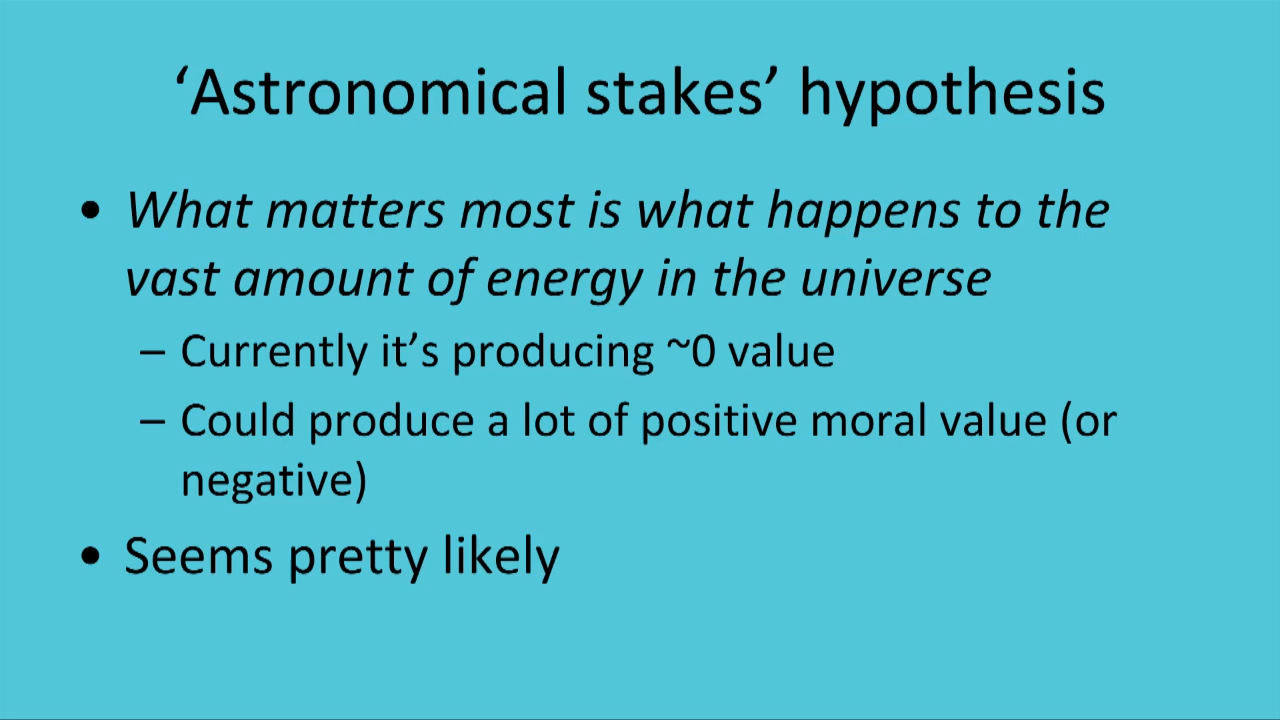 ‘Astronomical stakes’ hypothesis
• What matters most is what happens to the
vast amount of energy in the universe
– Currently it’s producing ~0 value
– Could produce a lot of positive moral value (or
negative)
• Seems pretty likely